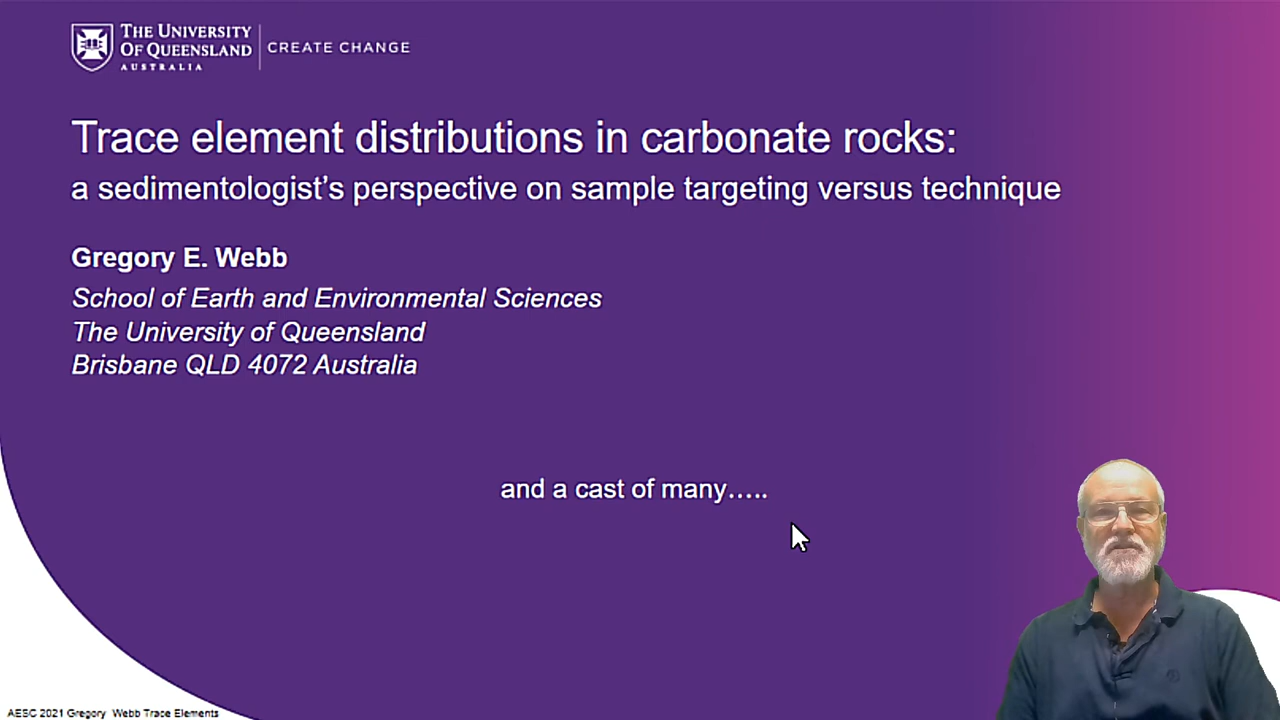 THE UNIVERSITY
OF QUEENSLAND
AUSTRALIA
CREATE CHANGE
Trace element distributions in carbonate rocks:
a sedimentologist’s perspective on sample targeting versus technique
Gregory E. Webb
School of Earth and Environmental Sciences
The University of Queensland
Brisbane QLD 4072 Australia
and a cast of many…..
AESC 2021 Gregory Webb Trace Elements